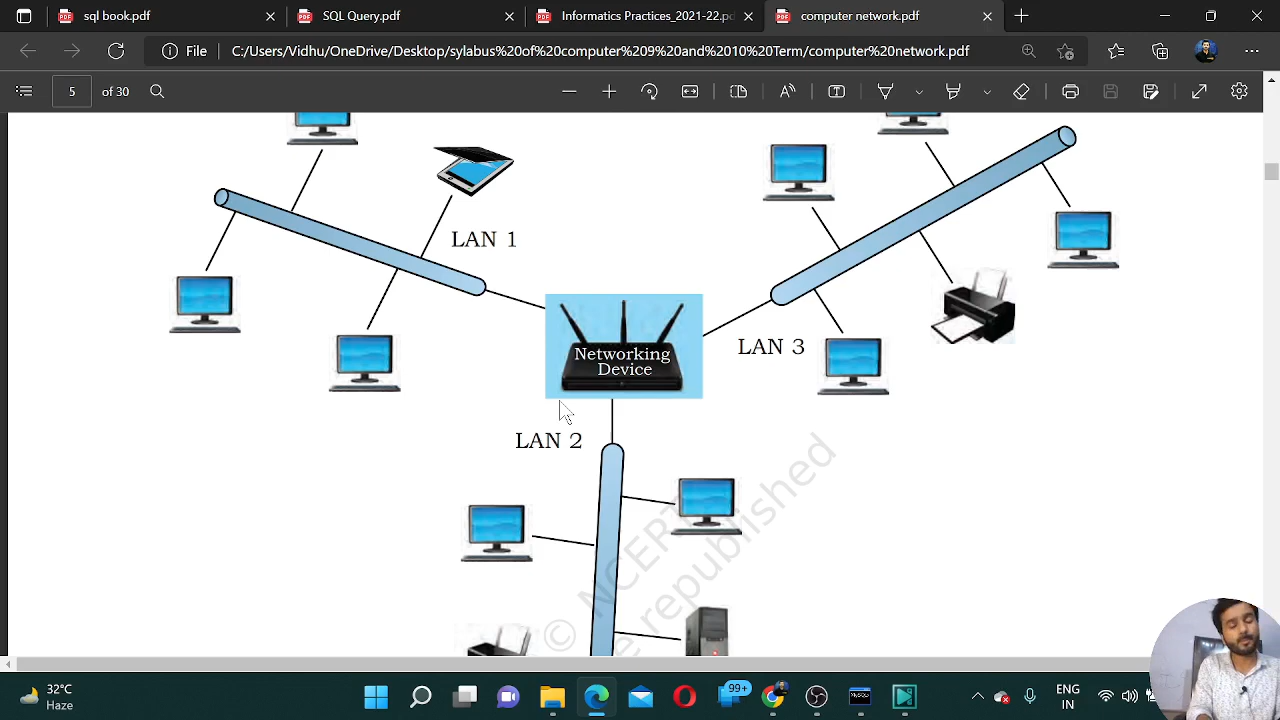 sql book.pdf
SQL Query.pdf
Informatics Practices_2021-22.pd
computer network.pdf
File
C:/Users/Vidhu/OneDrive/Desktop/sylabus%20of%20computer%209%20and%2010%20Term/computer%20network.pdf
5 of 30
LAN 1
Networking
Device
LAN 3
LAN 2
© NCERT
e republished
32°C
Haze
99+
ENG
IN